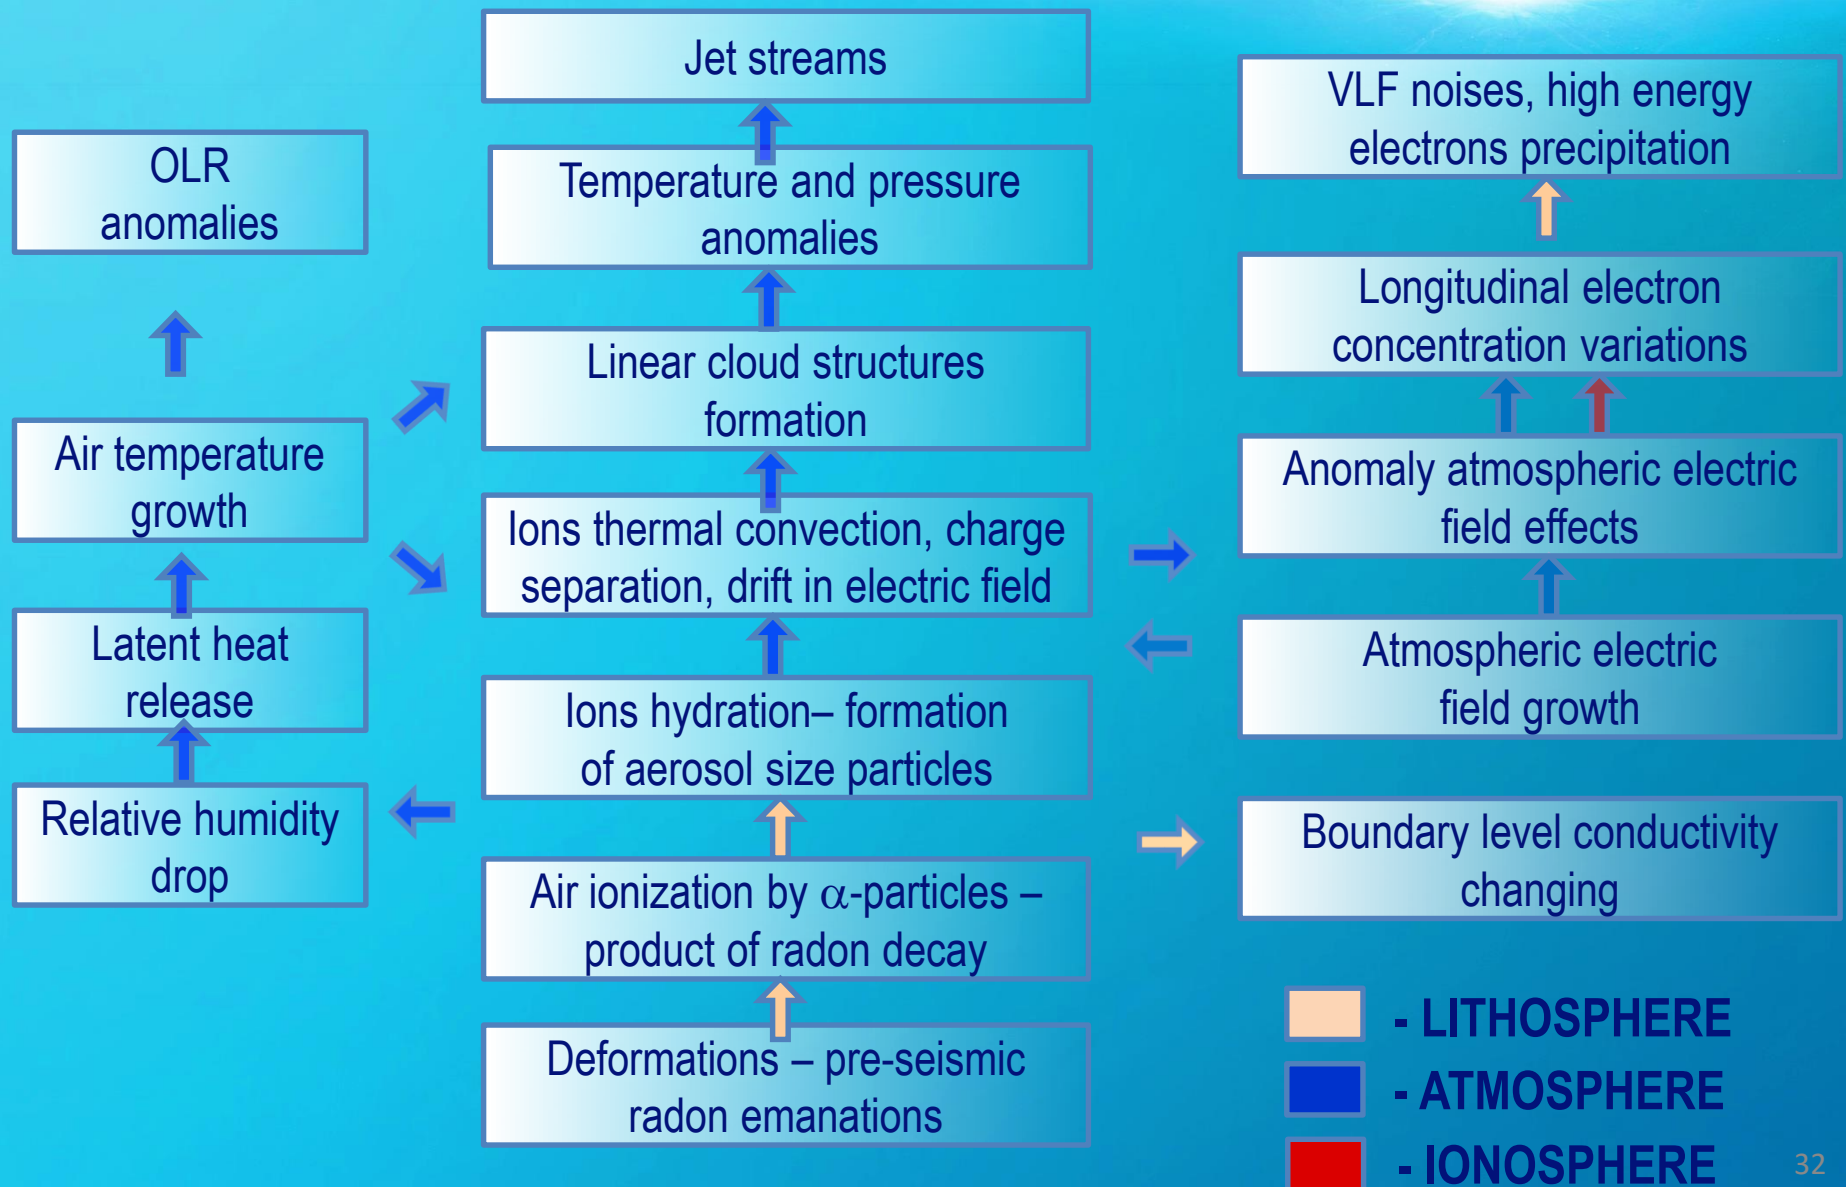 Jet streams
VLF noises, high energy
electrons precipitation
OLR
anomalies
Temperature and pressure
anomalies
Longitudinal electron
concentration variations
Linear cloud structures
formation
Air temperature
growth
Anomaly atmospheric electric
field effects
Ions thermal convection, charge
separation, drift in electric field
Latent heat
release
Atmospheric electric
field growth
Ions hydration– formation
of aerosol size particles
Relative humidity
drop
Boundary level conductivity
changing
Air ionization by α-particles –
product of radon decay
Deformations – pre-seismic
radon emanations
- LITHOSPHERE
- ATMOSPHERE
- IONOSPHERE
32